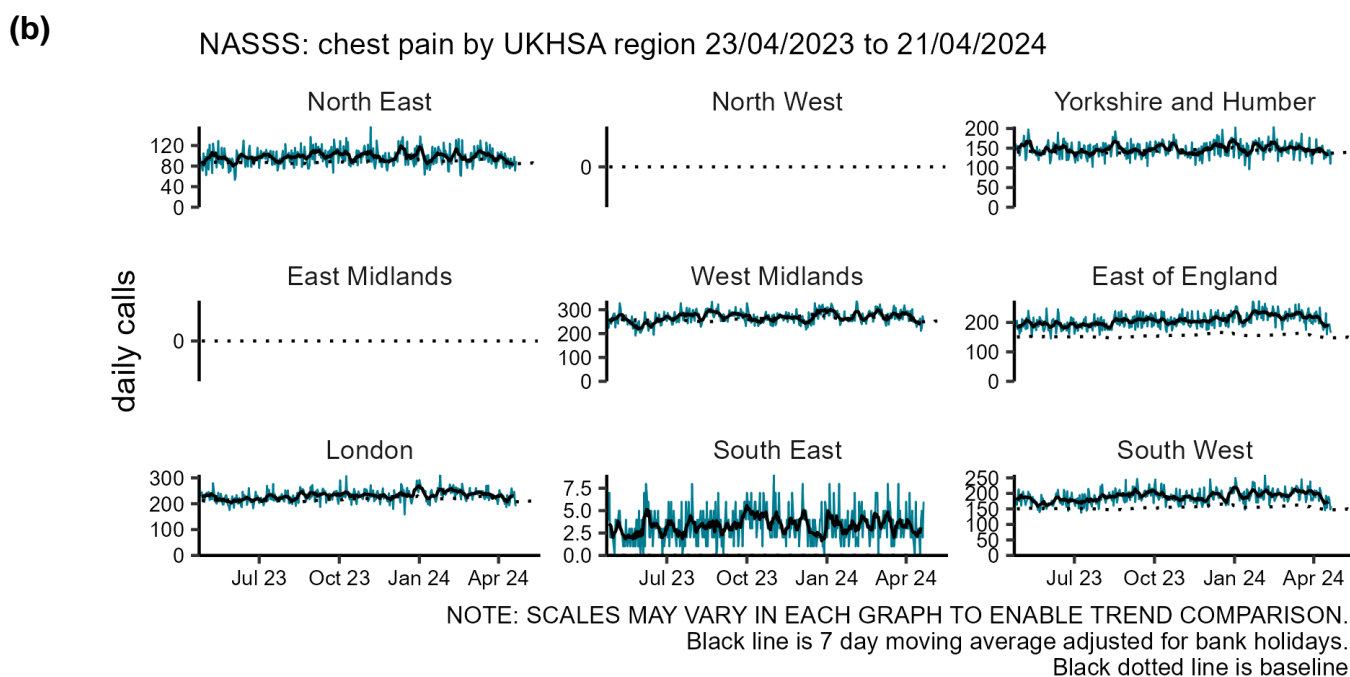 (b)
NASSS: chest pain by UKHSA region 23/04/2023 to 21/04/2024
North East
North West
Yorkshire and Humber
120
80
40
0
0
200
150
100
50
0
daily calls
East Midlands
West Midlands
East of England
0
300
200
100
0
200
100
0
London
South East
South West
300
200
100
0
7.5
5.0
2.5
0.0
250
200
150
100
50
0
Jul 23 Oct 23 Jan 24 Apr 24
Jul 23 Oct 23 Jan 24 Apr 24
Jul 23 Oct 23 Jan 24 Apr 24
NOTE: SCALES MAY VARY IN EACH GRAPH TO ENABLE TREND COMPARISON.
Black line is 7 day moving average adjusted for bank holidays.
Black dotted line is baseline